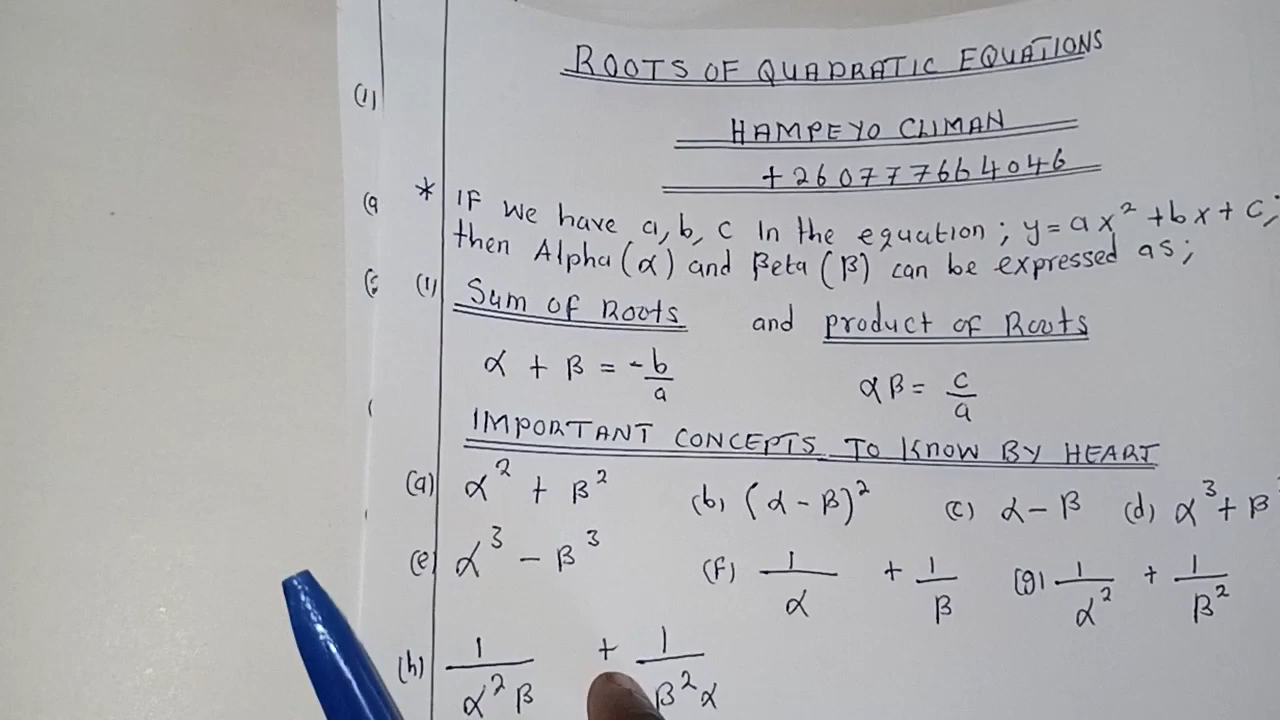 ROOTS OF QUADRATIC EQUATIONS
(1)
HAMPEYO CLIMAN
+260777664046
(a
* IF we have a, b, c In the equation; y = ax² + bx + c;
then Alpha (α) and Beta (β) can be expressed as;
(1) Sum of Roots and product of Roots
α + β = -b/a αβ = c/a
IMPORTANT CONCEPTS TO KNOW BY HEART
(a) α² + β² (b) (α - β)² (c) α - β (d) α³ + β³
(e) α³ - β³ (f) 1/α + 1/β (g) 1/α² + 1/β²
(h) 1/α²β + 1/β²α